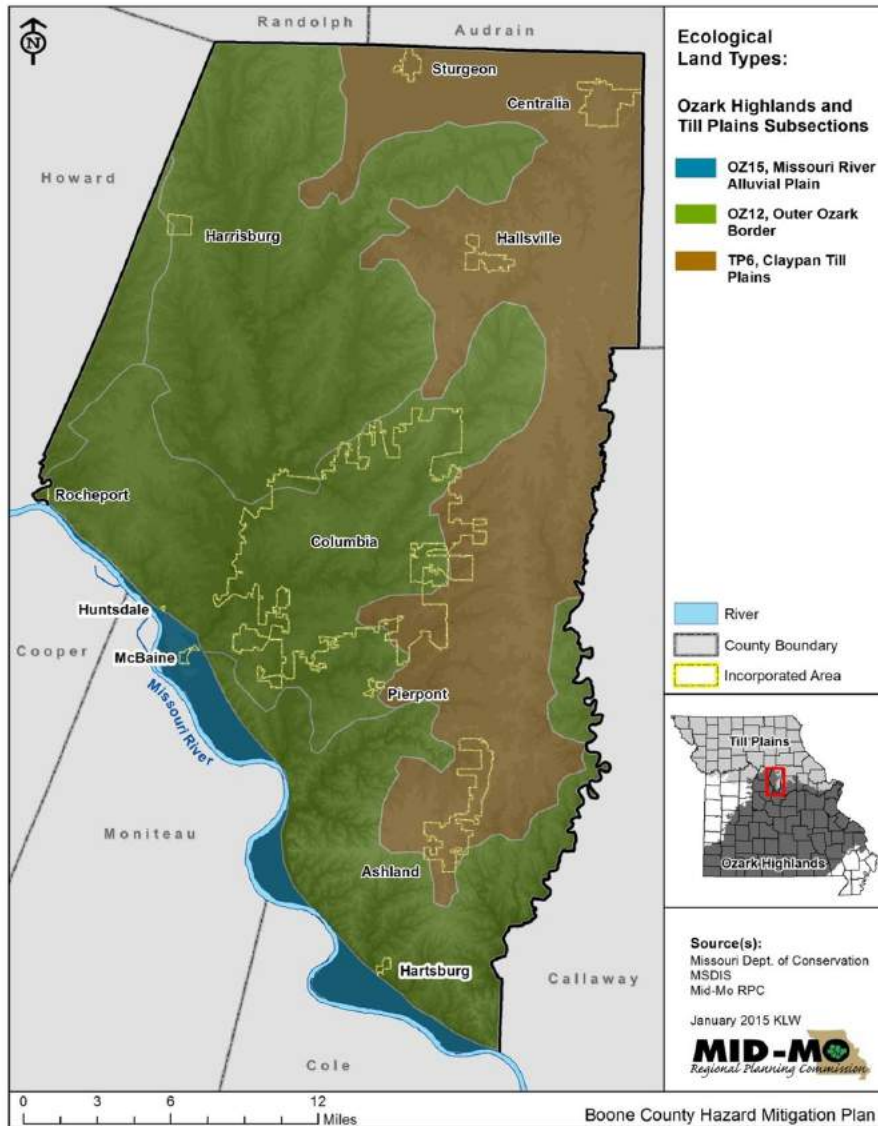 N
Randolph
Audrain
Sturgeon
Centralia
Howard
Harrisburg
Hallsville
Rocheport
Columbia
Huntsdale
Cooper
McBaine
Missouri River
Pierpont
Moniteau
Ashland
Hartsburg
Callaway
Cole
0 3 6 12
Miles
Ecological
Land Types:
Ozark Highlands and
Till Plains Subsections
OZ15, Missouri River
Alluvial Plain
OZ12, Outer Ozark
Border
TP6, Claypan Till
Plains
River
County Boundary
Incorporated Area
Till Plains
Ozark Highlands
Source(s):
Missouri Dept. of Conservation
MSDIS
Mid-Mo RPC
January 2015 KLW
MID-MO
Regional Planning Commission
Boone County Hazard Mitigation Plan